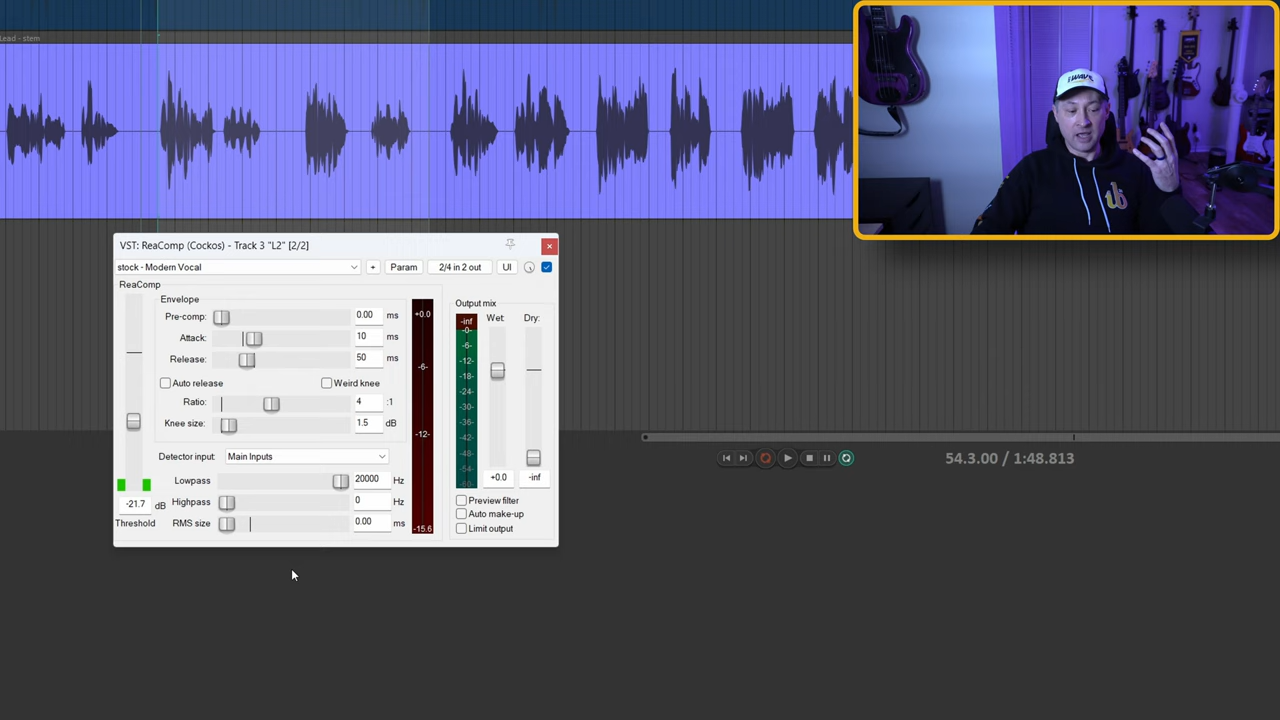 Lead - stem
VST: ReaComp (Cockos) - Track 3 "L2" [2/2]
stock - Modern Vocal
+
Param
2/4 in 2 out
UI
ReaComp
Envelope
Pre-comp: 0.00 ms
Attack: 10 ms
Release: 50 ms
Auto release
Weird knee
Ratio: 4 :1
Knee size: 1.5 dB
Detector input: Main Inputs
Lowpass 20000 Hz
Highpass 0 Hz
RMS size 0.00 ms
-21.7 dB
Threshold
+0.0
-6-
-12-
-15.6
Output mix
Wet: Dry:
-inf
-0-
-6-
-12-
-18-
-24-
-30-
-36-
-42-
-48-
-54-
-60-
+0.0 -inf
Preview filter
Auto make-up
Limit output
54.3.00 / 1:48.813